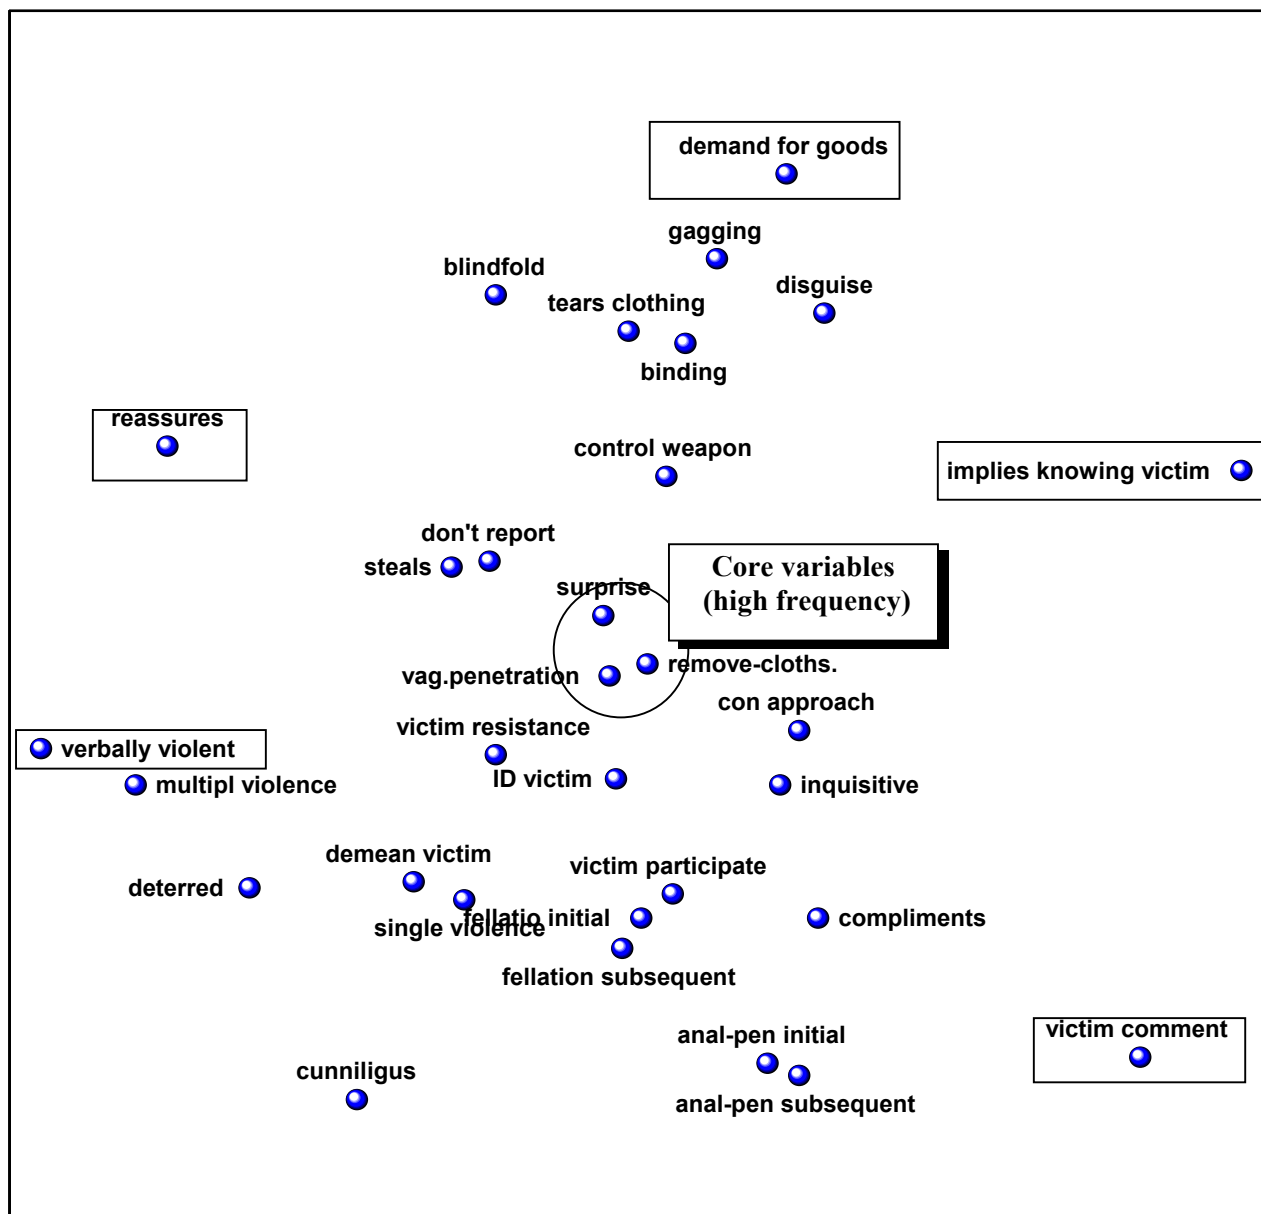 demand for goods
gagging
blindfold
disguise
tears clothing
binding
reassures
control weapon
implies knowing victim
don't report
steals
Core variables
(high frequency)
surprise
remove-cloths.
vag.penetration
con approach
victim resistance
verbally violent
ID victim
multipl violence
inquisitive
demean victim
victim participate
deterred
fellatio initial
compliments
single violence
fellation subsequent
victim comment
anal-pen initial
cunniligus
anal-pen subsequent